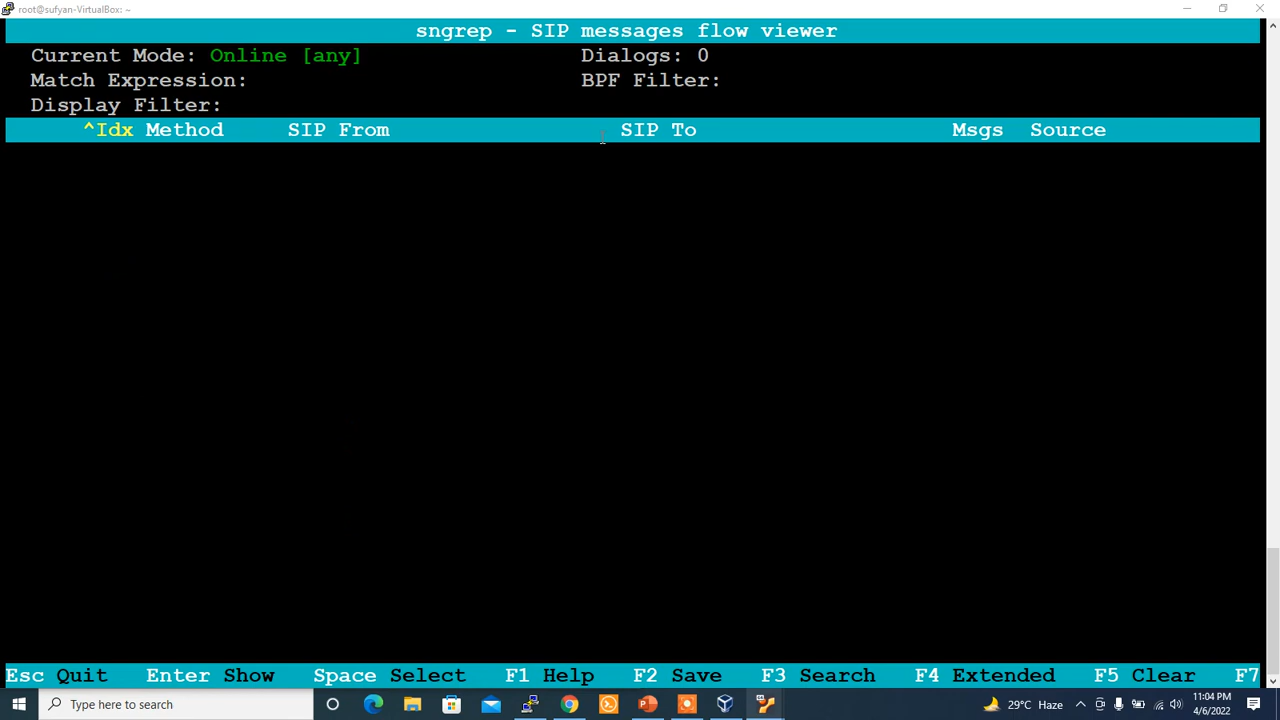 root@sufyan-VirtualBox: ~
sngrep - SIP messages flow viewer
Current Mode: Online [any] Dialogs: 0
Match Expression: BPF Filter:
Display Filter:
^Idx Method SIP From SIP To Msgs Source
Esc Quit Enter Show Space Select F1 Help F2 Save F3 Search F4 Extended F5 Clear F7
Type here to search 29°C Haze 11:04 PM
4/6/2022